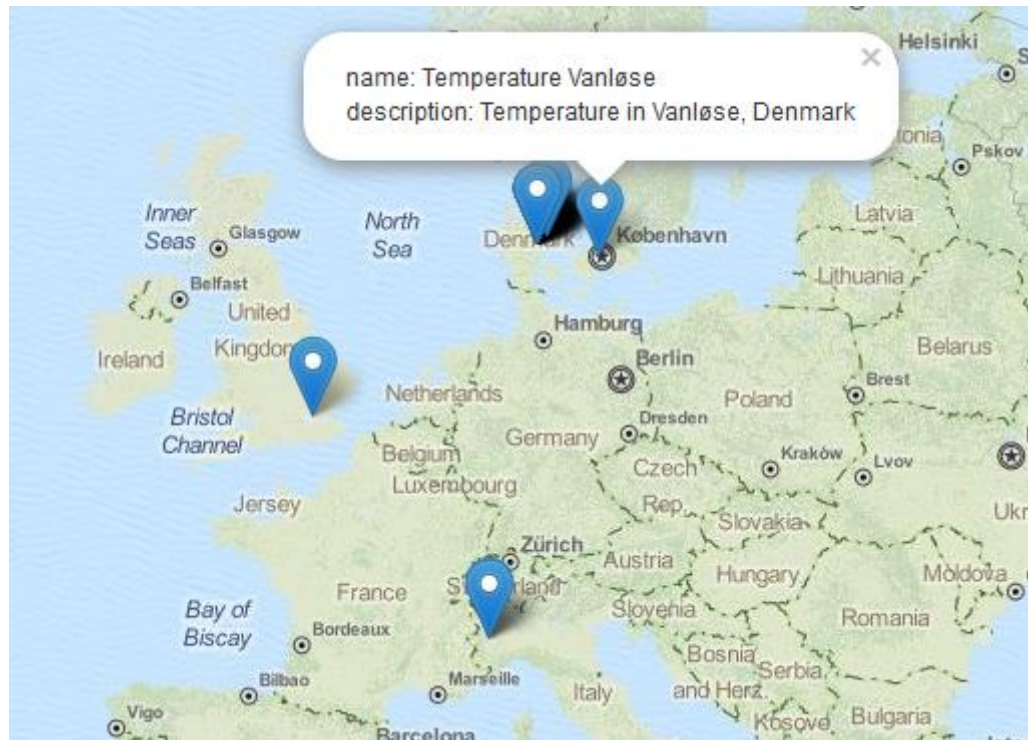 Helsinki
×
name: Temperature Vanløse
description: Temperature in Vanløse, Denmark
Pskov
Inner
Seas
Glasgow
North
Sea
Denmark
København
Latvia
Lithuania
Belfast
United
Kingdom
Ireland
Hamburg
Berlin
Belarus
Netherlands
Poland
Brest
Bristol
Channel
Dresden
Germany
Belgium
Czech
Rep.
Kraków
Lvov
Luxembourg
Jersey
Slovakia
Zürich
Austria
Hungary
Moldova
France
Slovenia
Romania
Bay of
Biscay
Bordeaux
Bosnia
and Herz.
Serbia
Bilbao
Marseille
Italy
Vigo
Kosovo
Bulgaria
Barcelona